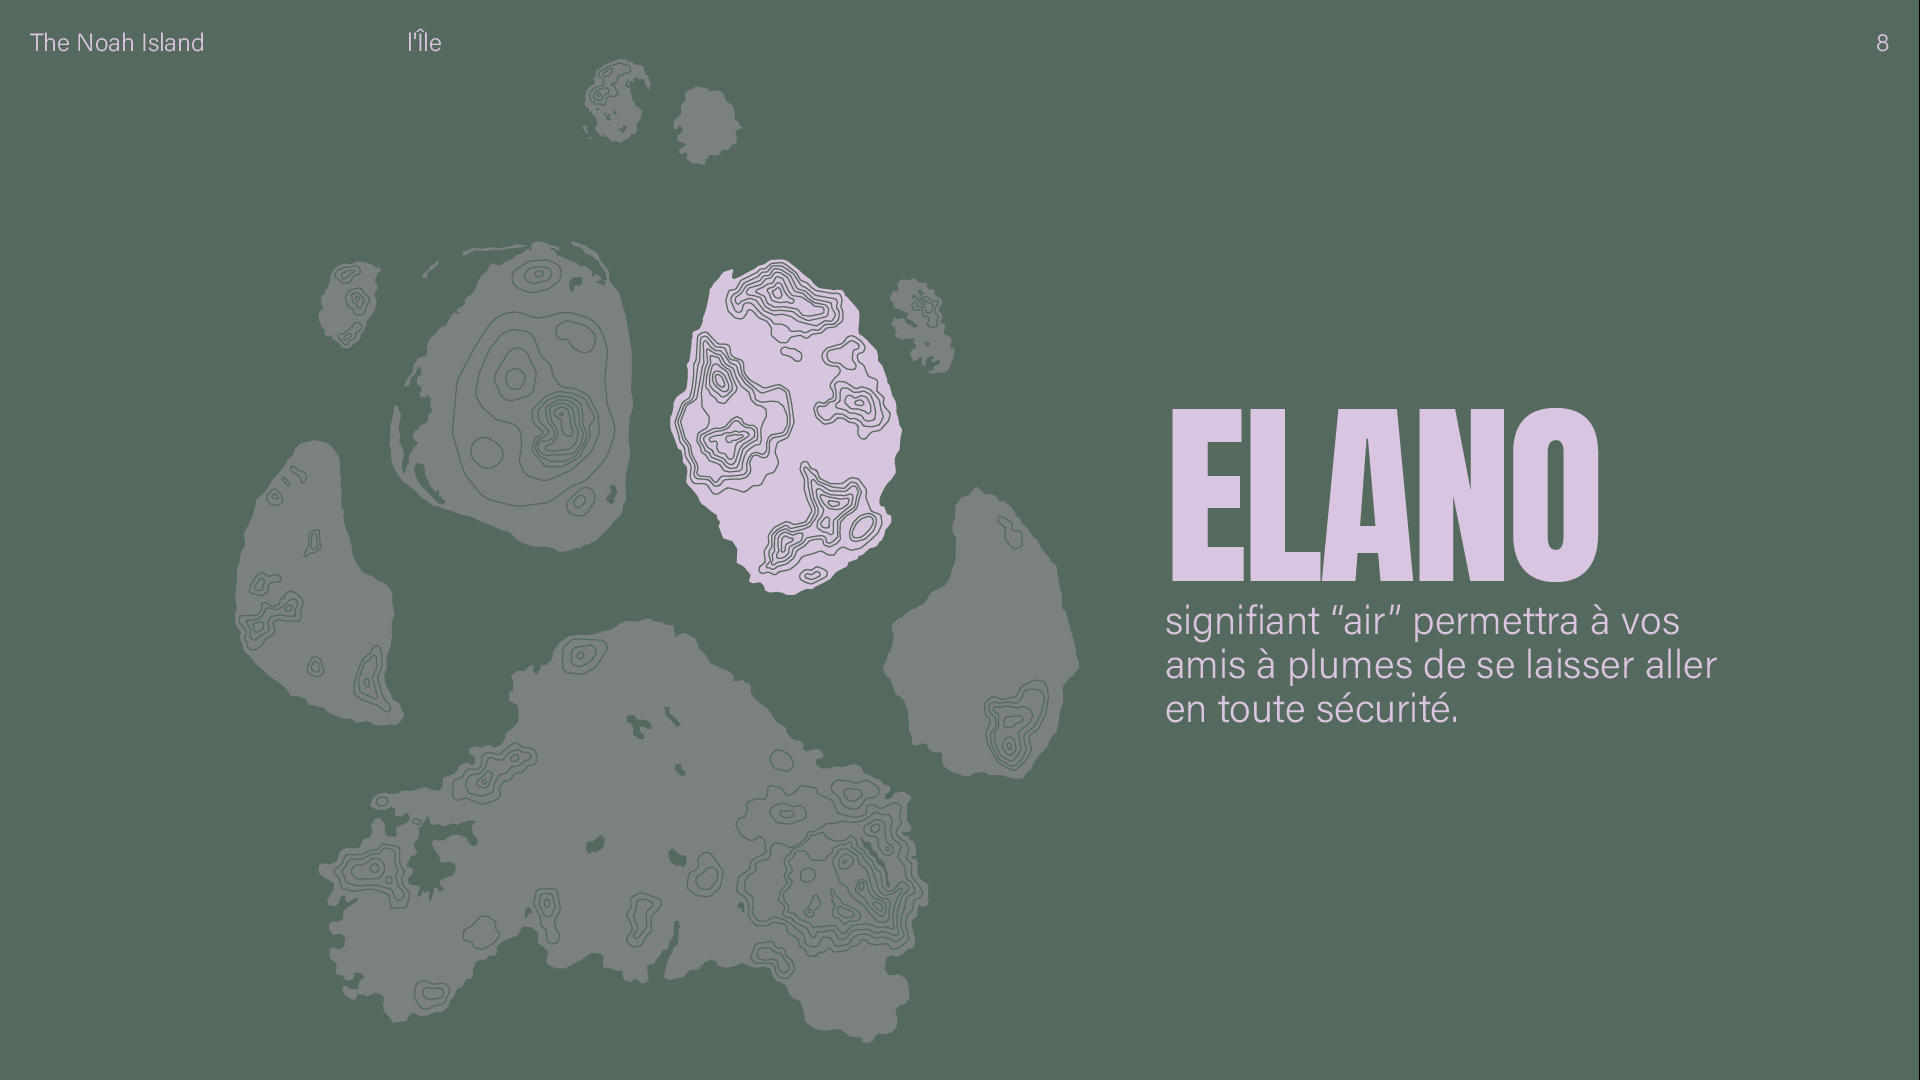 The Noah Island
l'Île
8
ELANO
signifiant “air” permettra à vos
amis à plumes de se laisser aller
en toute sécurité.